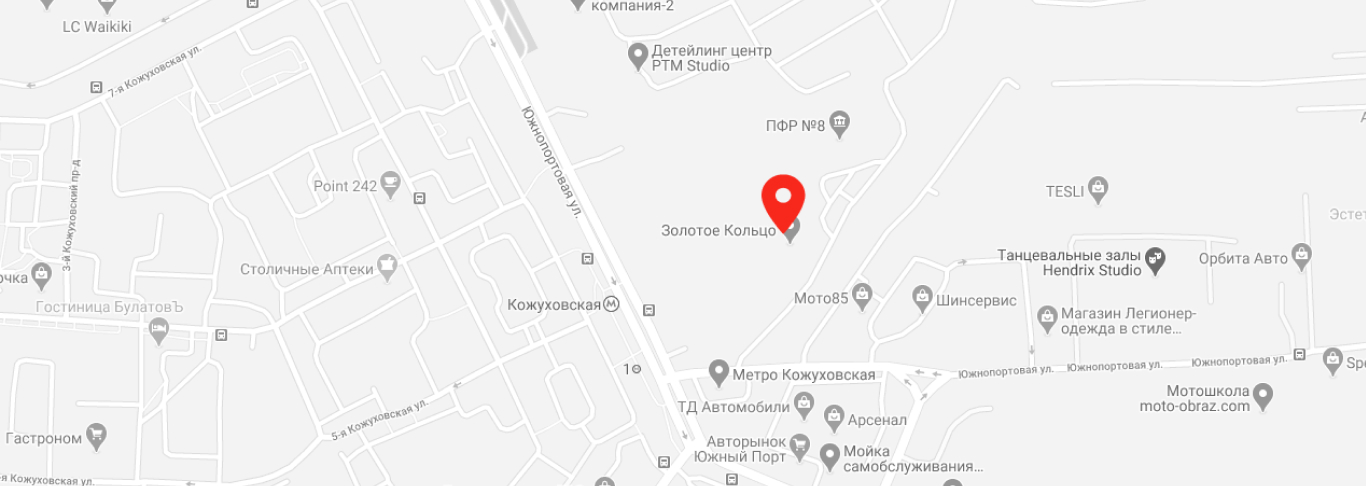 компания-2
LC Waikiki
Детейлинг центр
PTM Studio
7-я Кожуховская ул.
Южнопортовая ул.
ПФР №8
3-й Кожуховский пр-д
Point 242
TESLI
Эстет
Золотое Кольцо
Танцевальные залы
Hendrix Studio
Орбита Авто
Столичные Аптеки
очка
Гостиница БулатовЪ
Кожуховская
Мото85
Шинсервис
Магазин Легионер-
одежда в стиле…
1
Метро Кожуховская
Южнопортовая ул.
Южнопортовая ул.
Южнопортовая ул.
Spe
Мотошкола
moto-obraz.com
ТД Автомобили
Арсенал
5-я Кожуховская ул.
Гастроном
Авторынок
Южный Порт
Мойка
самообслуживания…
-я Кожуховская ул.